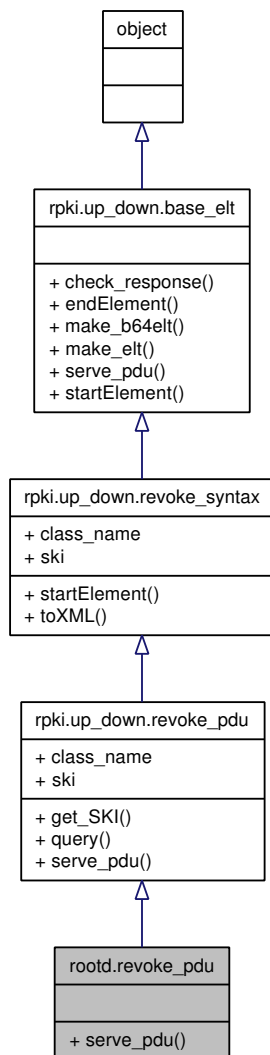 object
rpki.up_down.base_elt
+ check_response()
+ endElement()
+ make_b64elt()
+ make_elt()
+ serve_pdu()
+ startElement()
rpki.up_down.revoke_syntax
+ class_name
+ ski
+ startElement()
+ toXML()
rpki.up_down.revoke_pdu
+ class_name
+ ski
+ get_SKI()
+ query()
+ serve_pdu()
rootd.revoke_pdu
+ serve_pdu()